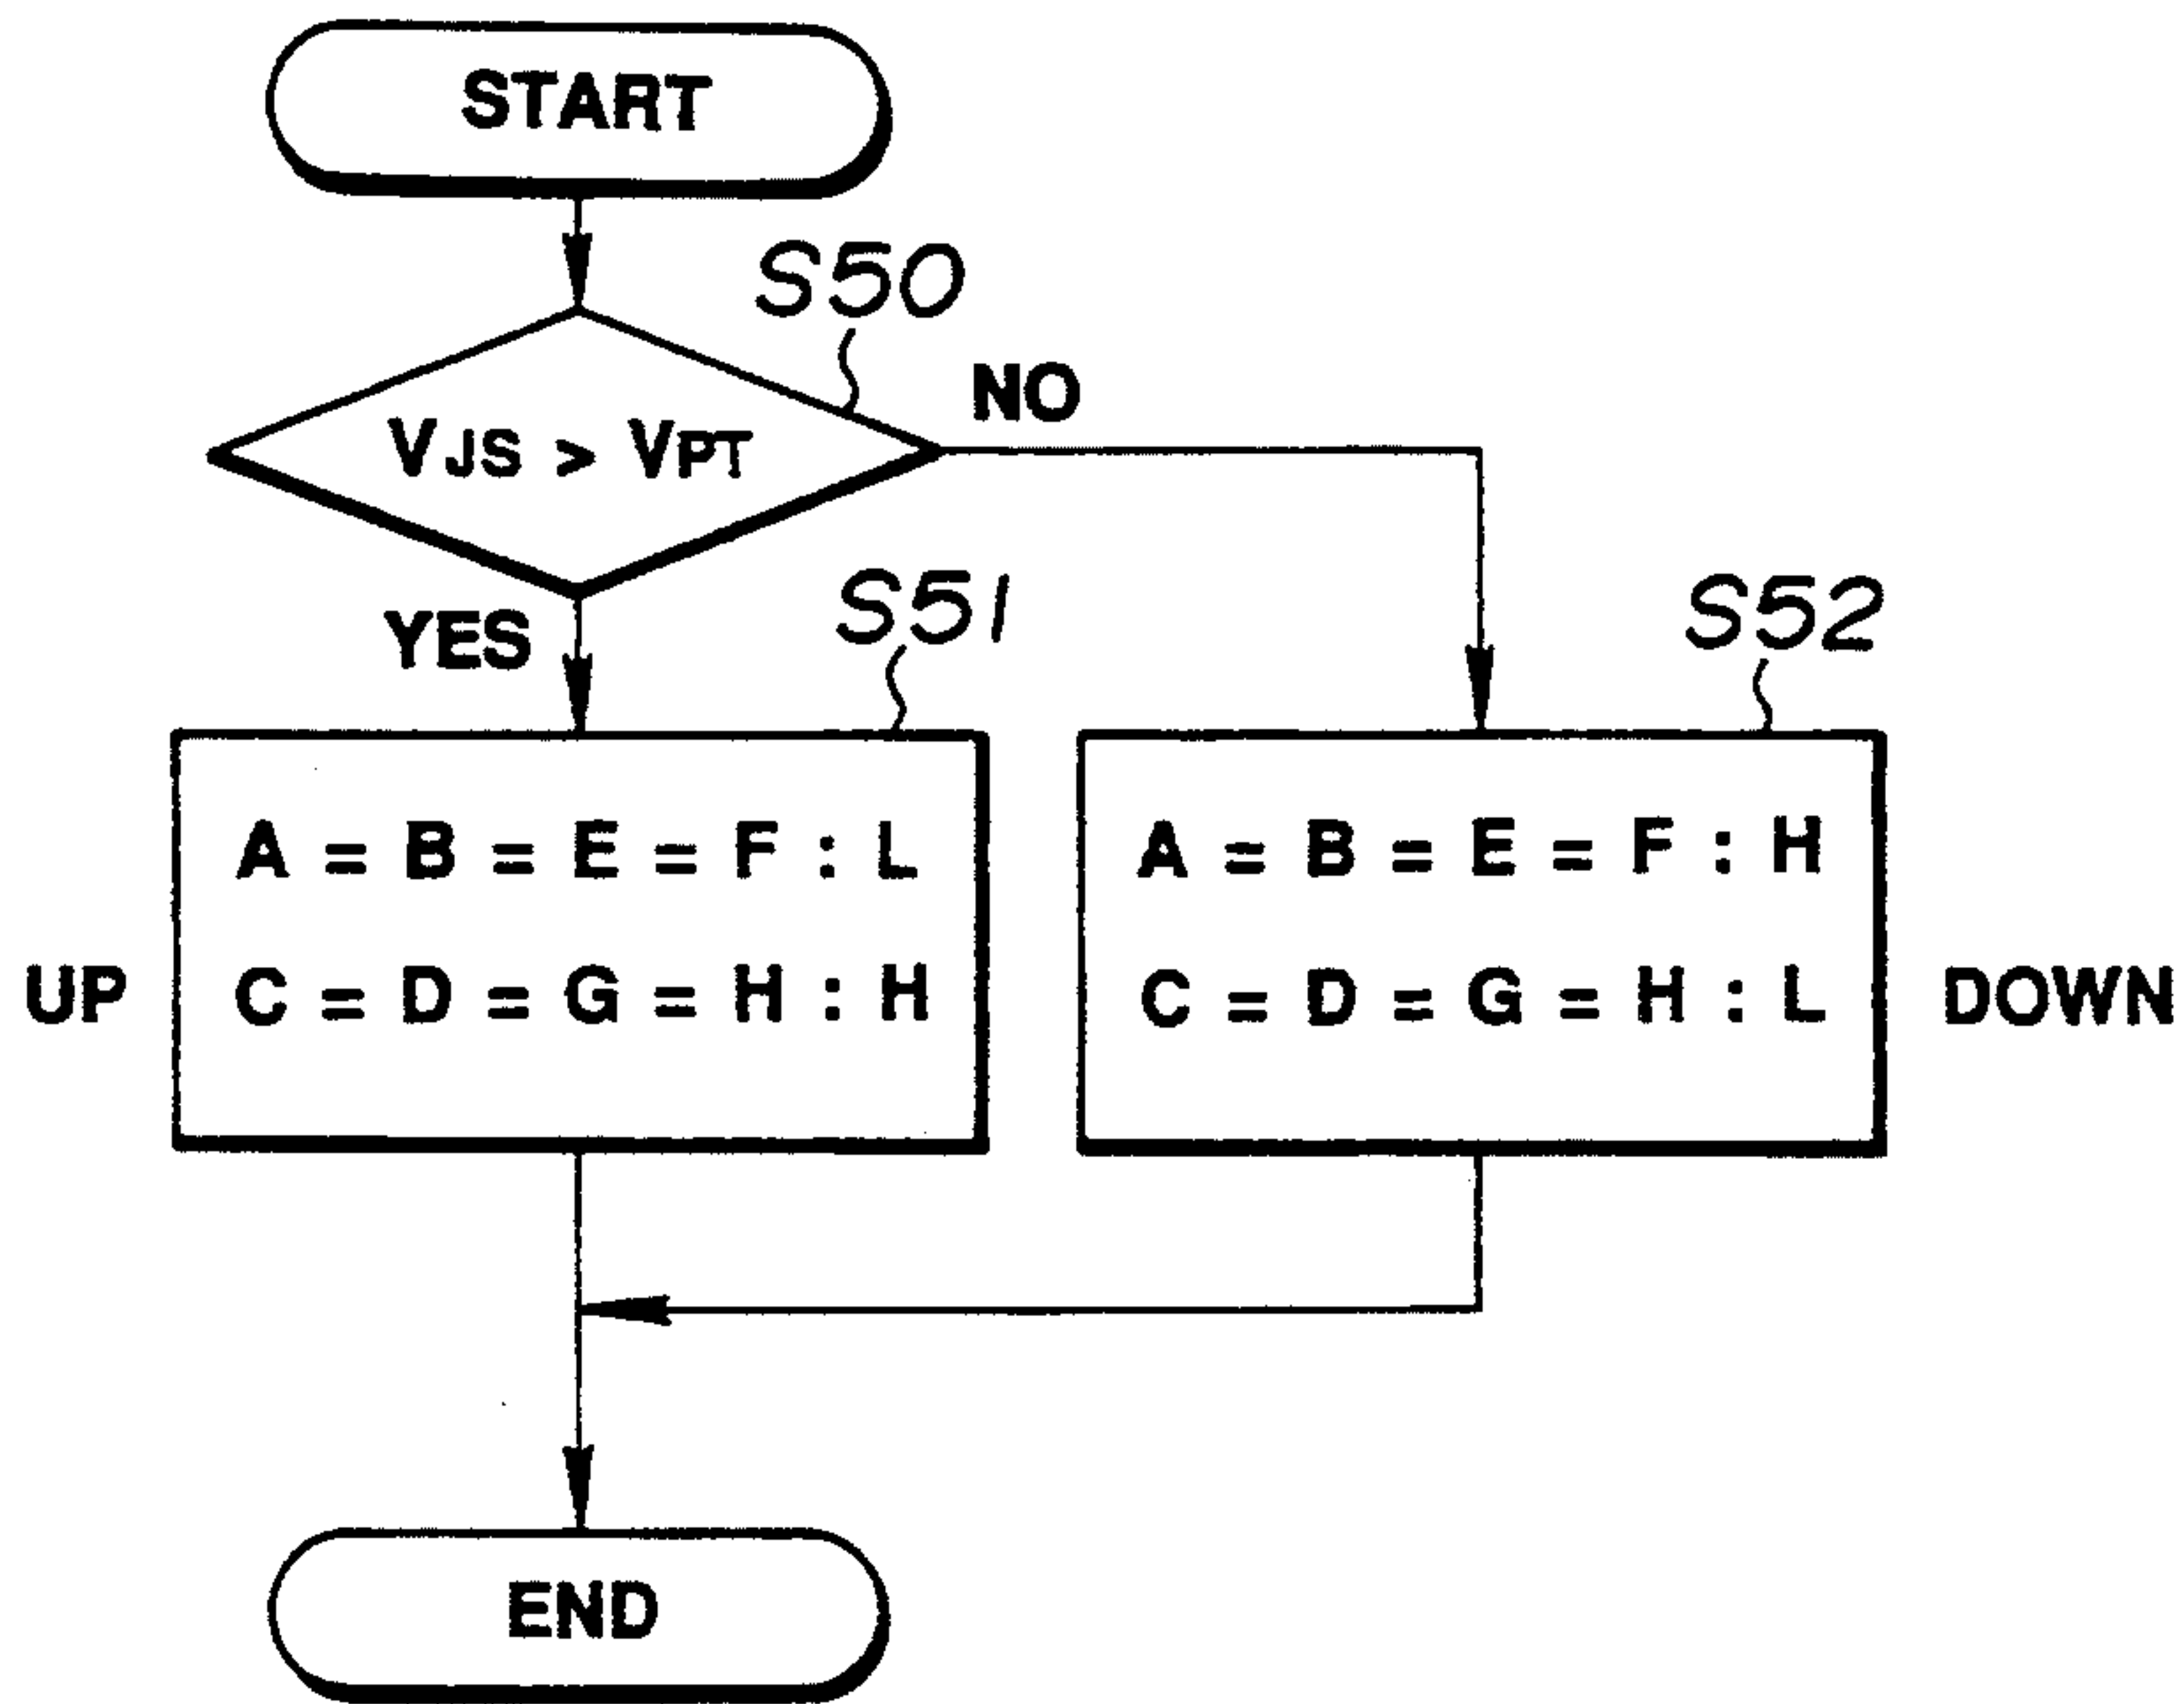 START
S50
VJS > VPT
NO
YES
S51
S52
A = B = E = F : L
C = D = G = H : H
UP
A = B = E = F : H
C = D = G = H : L
DOWN
END